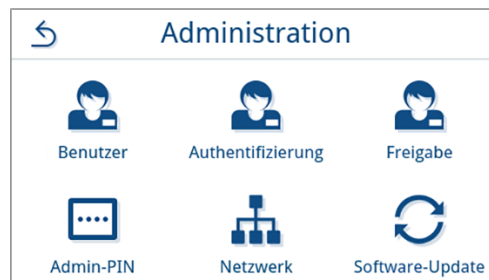 Administration
Benutzer Authentifizierung Freigabe
Admin-PIN Netzwerk Software-Update